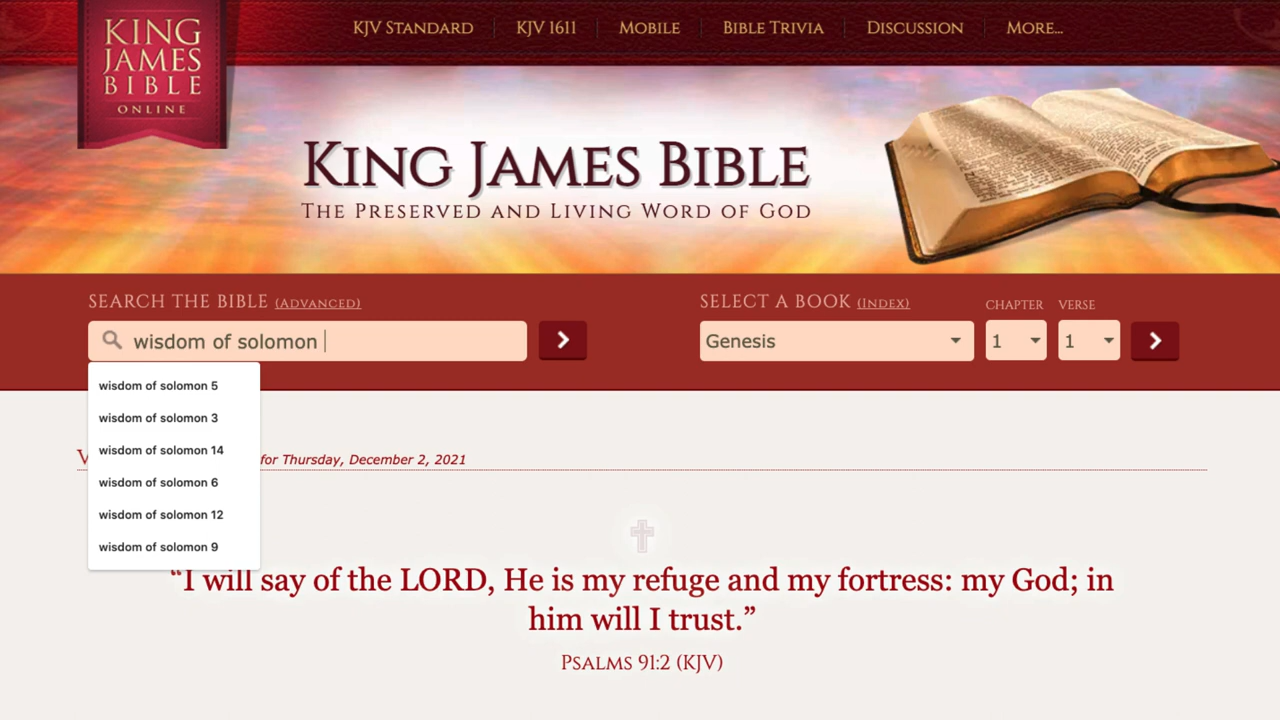 KING
JAMES
BIBLE
ONLINE
KJV STANDARD
KJV 1611
MOBILE
BIBLE TRIVIA
DISCUSSION
MORE...
KING JAMES BIBLE
THE PRESERVED AND LIVING WORD OF GOD
SEARCH THE BIBLE (ADVANCED)
SELECT A BOOK (INDEX)
CHAPTER
VERSE
wisdom of solomon
Genesis
1
1
wisdom of solomon 5
wisdom of solomon 3
wisdom of solomon 14
wisdom of solomon 6
wisdom of solomon 12
wisdom of solomon 9
for Thursday, December 2, 2021
“I will say of the LORD, He is my refuge and my fortress: my God; in
him will I trust.”
PSALMS 91:2 (KJV)